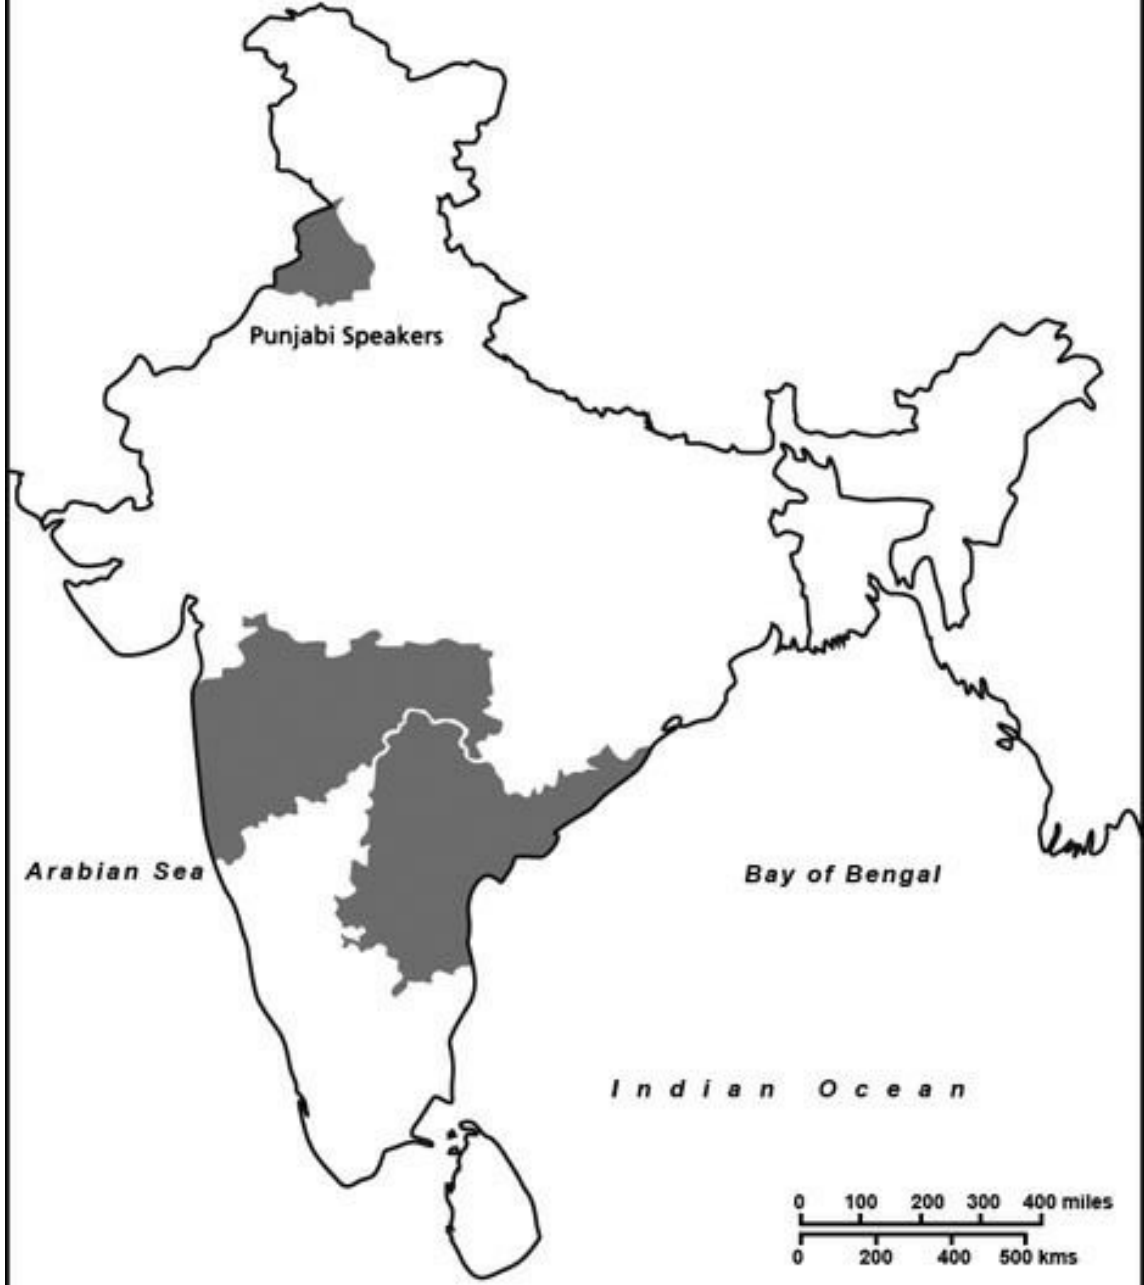 Punjabi Speakers
Arabian Sea
Bay of Bengal
Indian Ocean
0 100 200 300 400 miles
0 200 400 500 kms